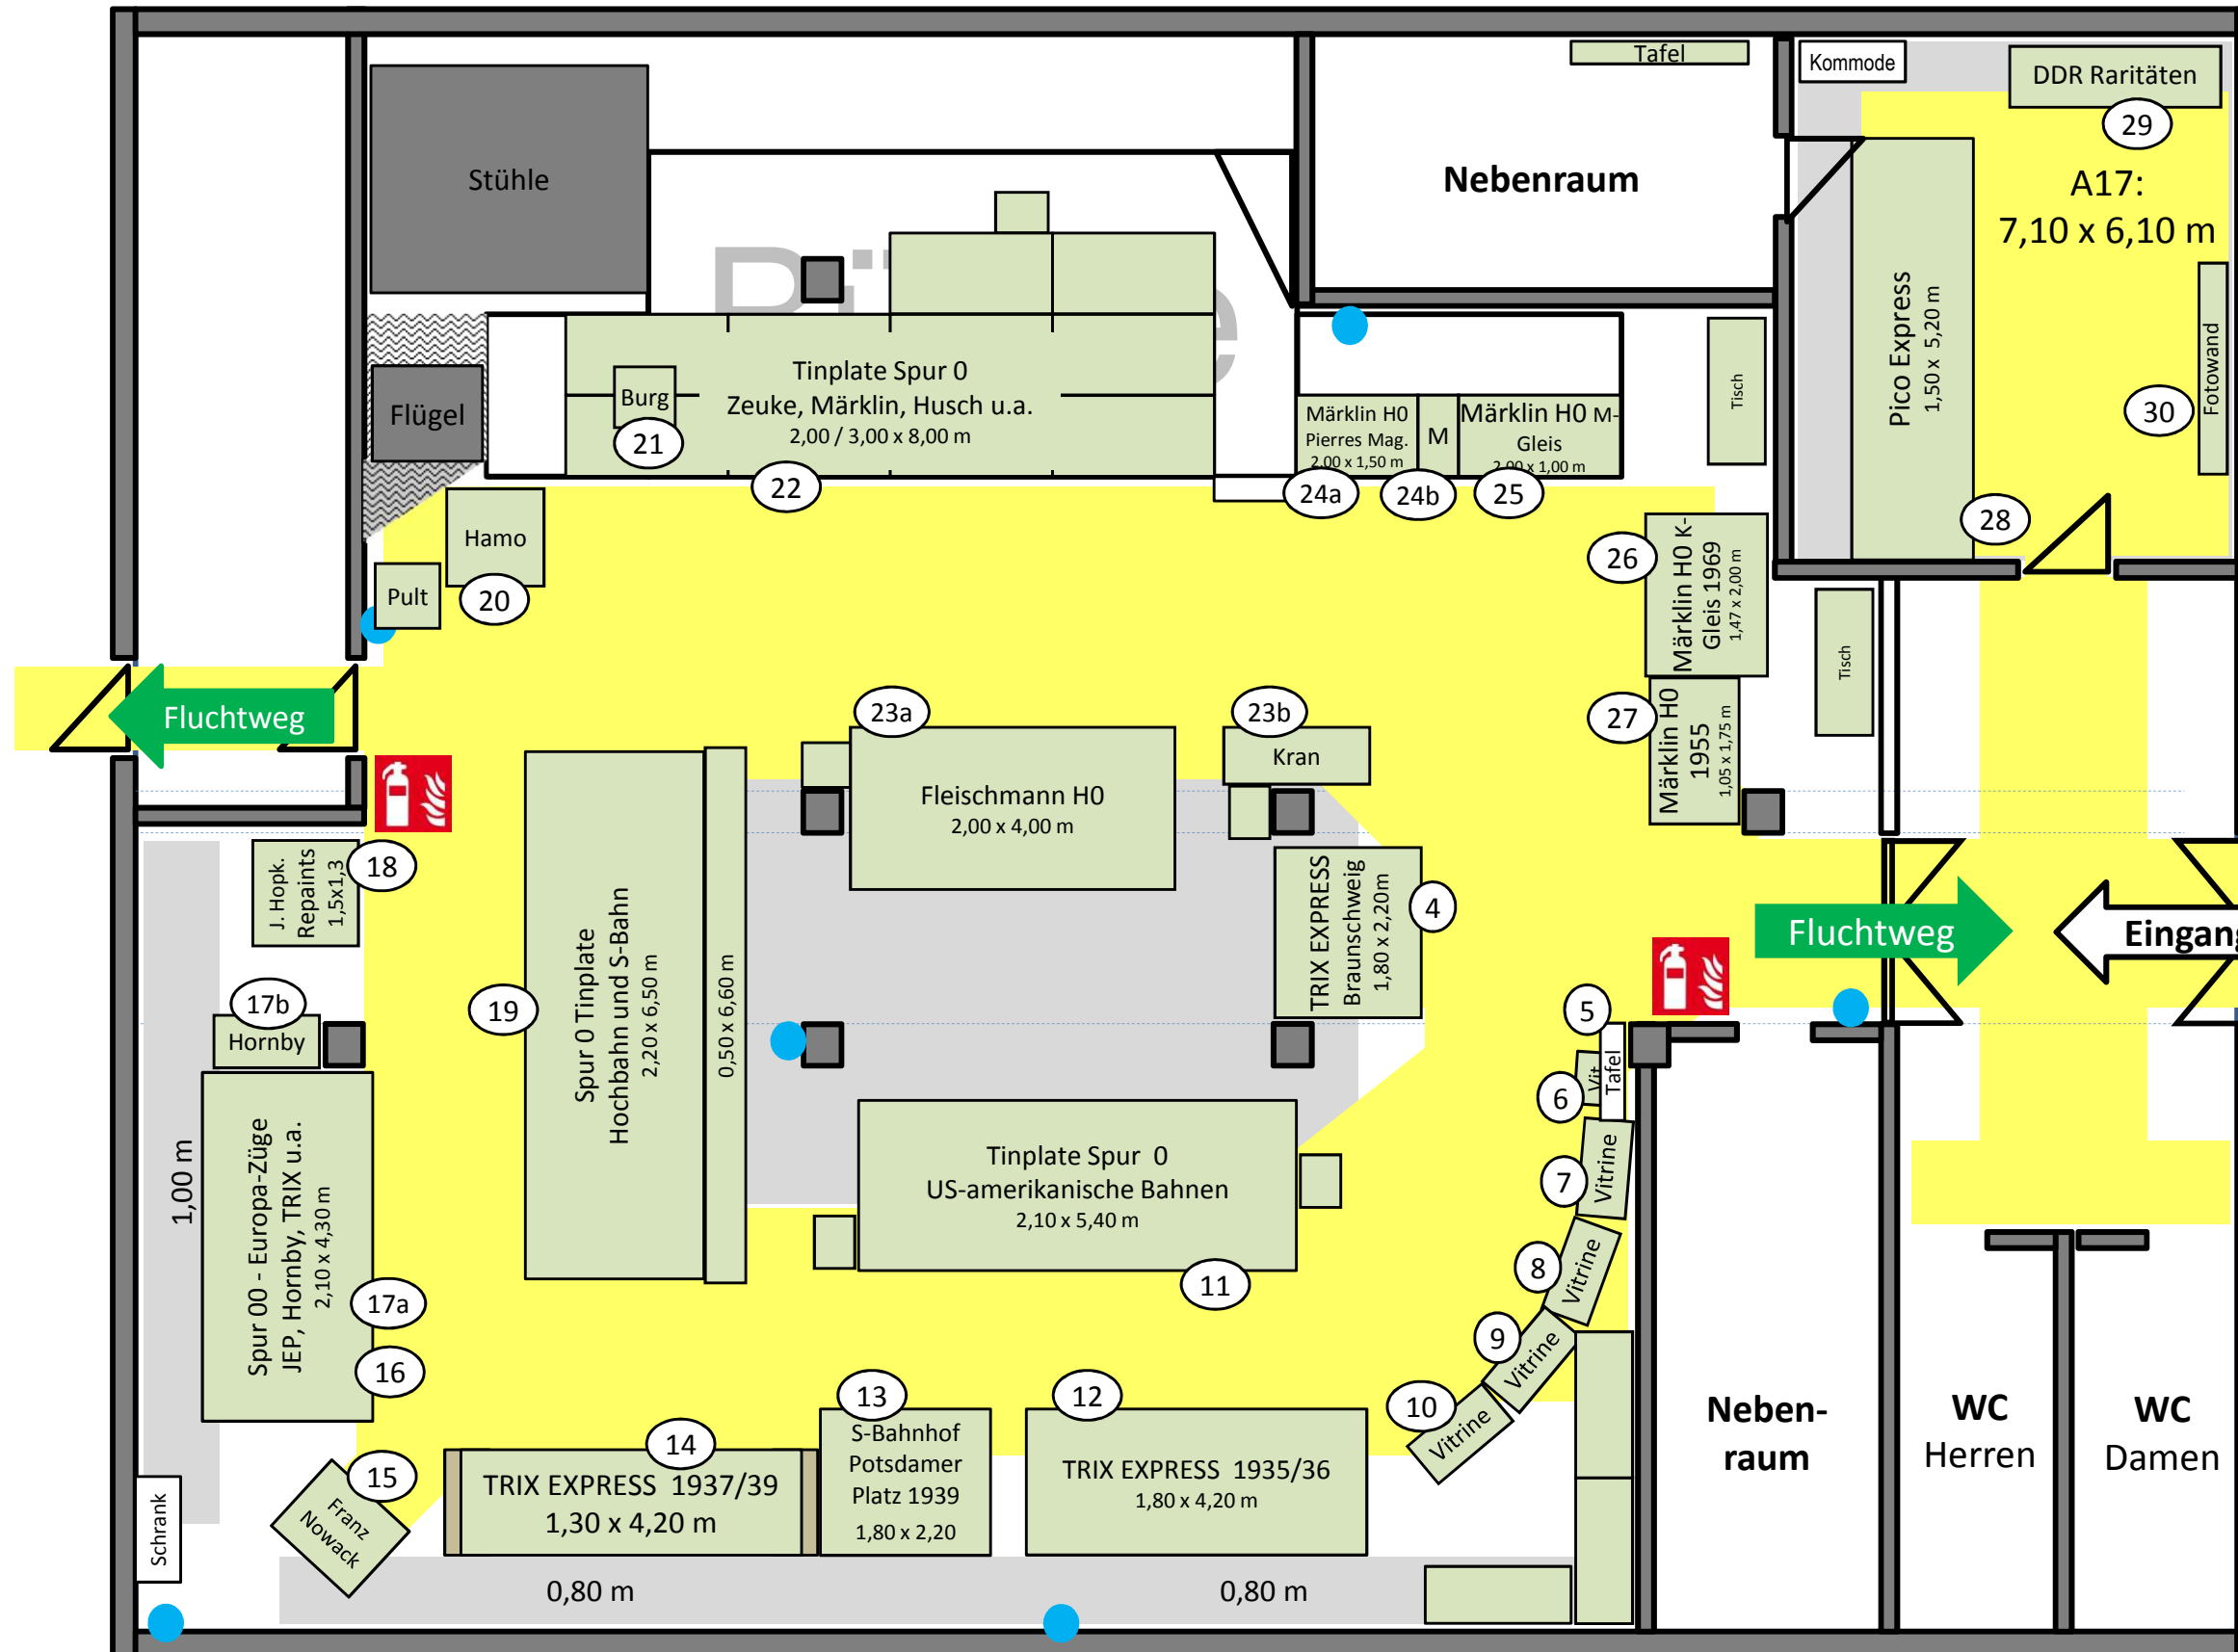 Tafel
Kommode
DDR Raritäten
29
Stühle
Nebenraum
A17:
7,10 x 6,10 m
Pico Express
1,50 x 5,20 m
Fotowand
30
28
Tinplate Spur 0
Zeuke, Märklin, Husch u.a.
2,00 / 3,00 x 8,00 m
Burg
21
22
Flügel
Märklin H0
Pierres Mag.
2,00 x 1,50 m
24a
M
24b
Märklin H0 M-
Gleis
2,00 x 1,00 m
25
Tisch
Hamo
Pult
20
26
Märklin H0 K-
Gleis 1969
1,47 x 2,00 m
27
Märklin H0
1955
1,05 x 1,75 m
Tisch
Fluchtweg
23a
Fleischmann H0
2,00 x 4,00 m
23b
Kran
18
J. Hopk.
Repaints
1,5x1,3
TRIX EXPRESS
Braunschweig
1,80 x 2,20m
4
Fluchtweg
Eingang
17b
Hornby
19
Spur 0 Tinplate
Hochbahn und S-Bahn
2,20 x 6,50 m
0,50 x 6,60 m
5
Tafel
6
Vit
7
Vitrine
8
Vitrine
9
Vitrine
10
Vitrine
1,00 m
Spur 00 - Europa-Züge
JEP, Hornby, TRIX u.a.
2,10 x 4,30 m
17a
16
Tinplate Spur 0
US-amerikanische Bahnen
2,10 x 5,40 m
11
15
Franz
Nowack
Schrank
14
TRIX EXPRESS 1937/39
1,30 x 4,20 m
13
S-Bahnhof
Potsdamer
Platz 1939
1,80 x 2,20
12
TRIX EXPRESS 1935/36
1,80 x 4,20 m
Neben-
raum
WC
Herren
WC
Damen
0,80 m
0,80 m